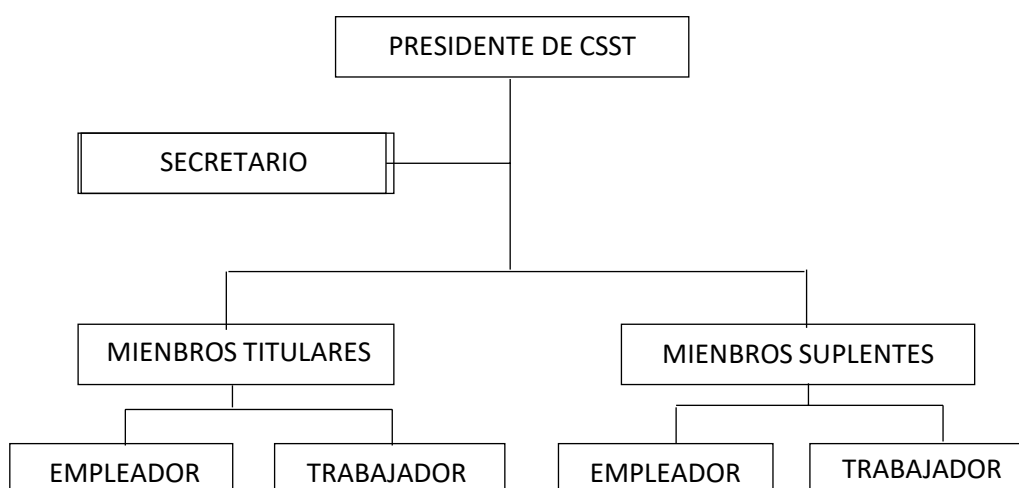 PRESIDENTE DE CSST
SECRETARIO
MIENBROS TITULARES
MIENBROS SUPLENTES
EMPLEADOR
TRABAJADOR
EMPLEADOR
TRABAJADOR